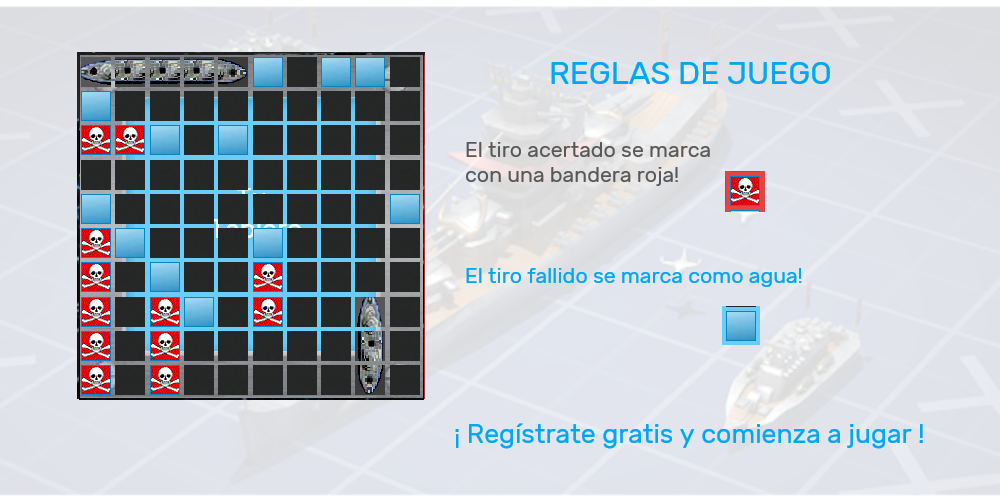 REGLAS DE JUEGO
El tiro acertado se marca
con una bandera roja!
El tiro fallido se marca como agua!
¡ Regístrate gratis y comienza a jugar !